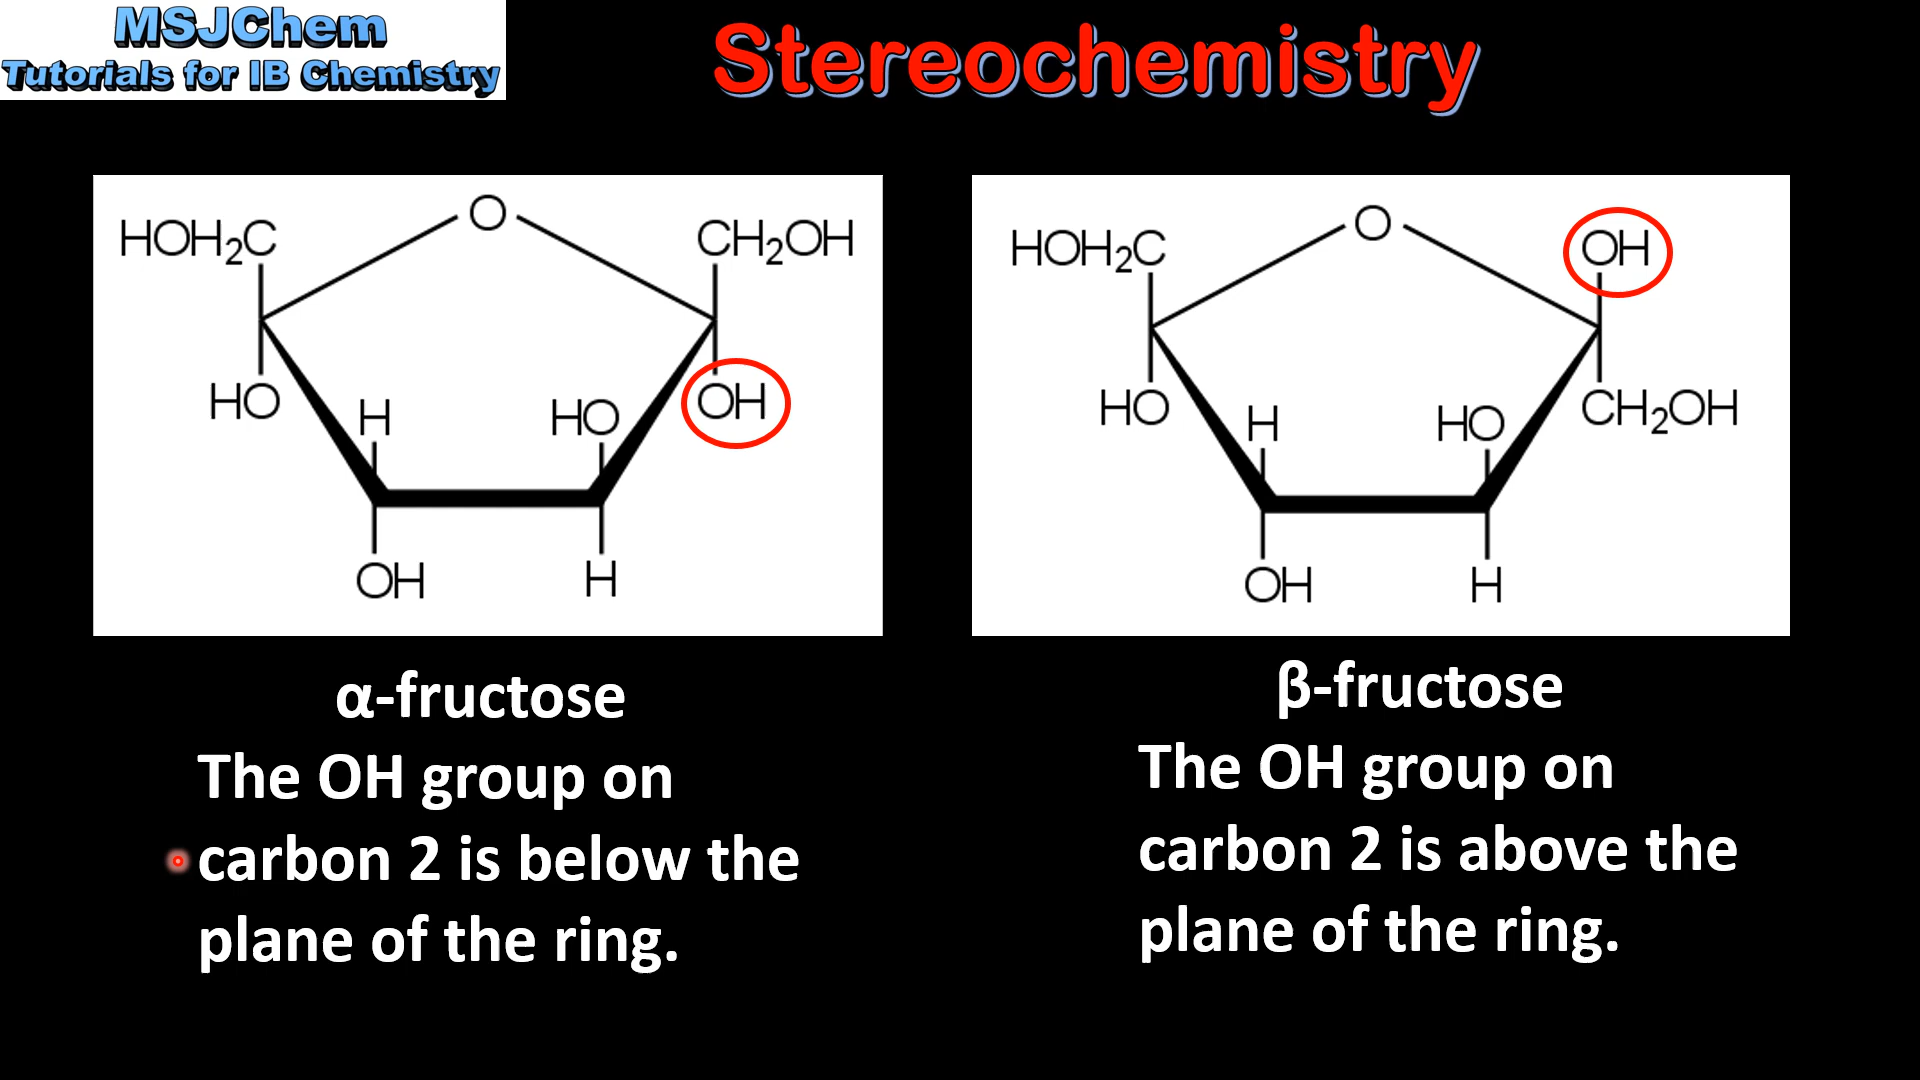 MSJChem
Tutorials for IB Chemistry
Stereochemistry
O
HOH₂C
CH₂OH
HO
H
HO
OH
OH
H
O
HOH₂C
OH
HO
H
HO
CH₂OH
OH
H
α-fructose
The OH group on
carbon 2 is below the
plane of the ring.
β-fructose
The OH group on
carbon 2 is above the
plane of the ring.